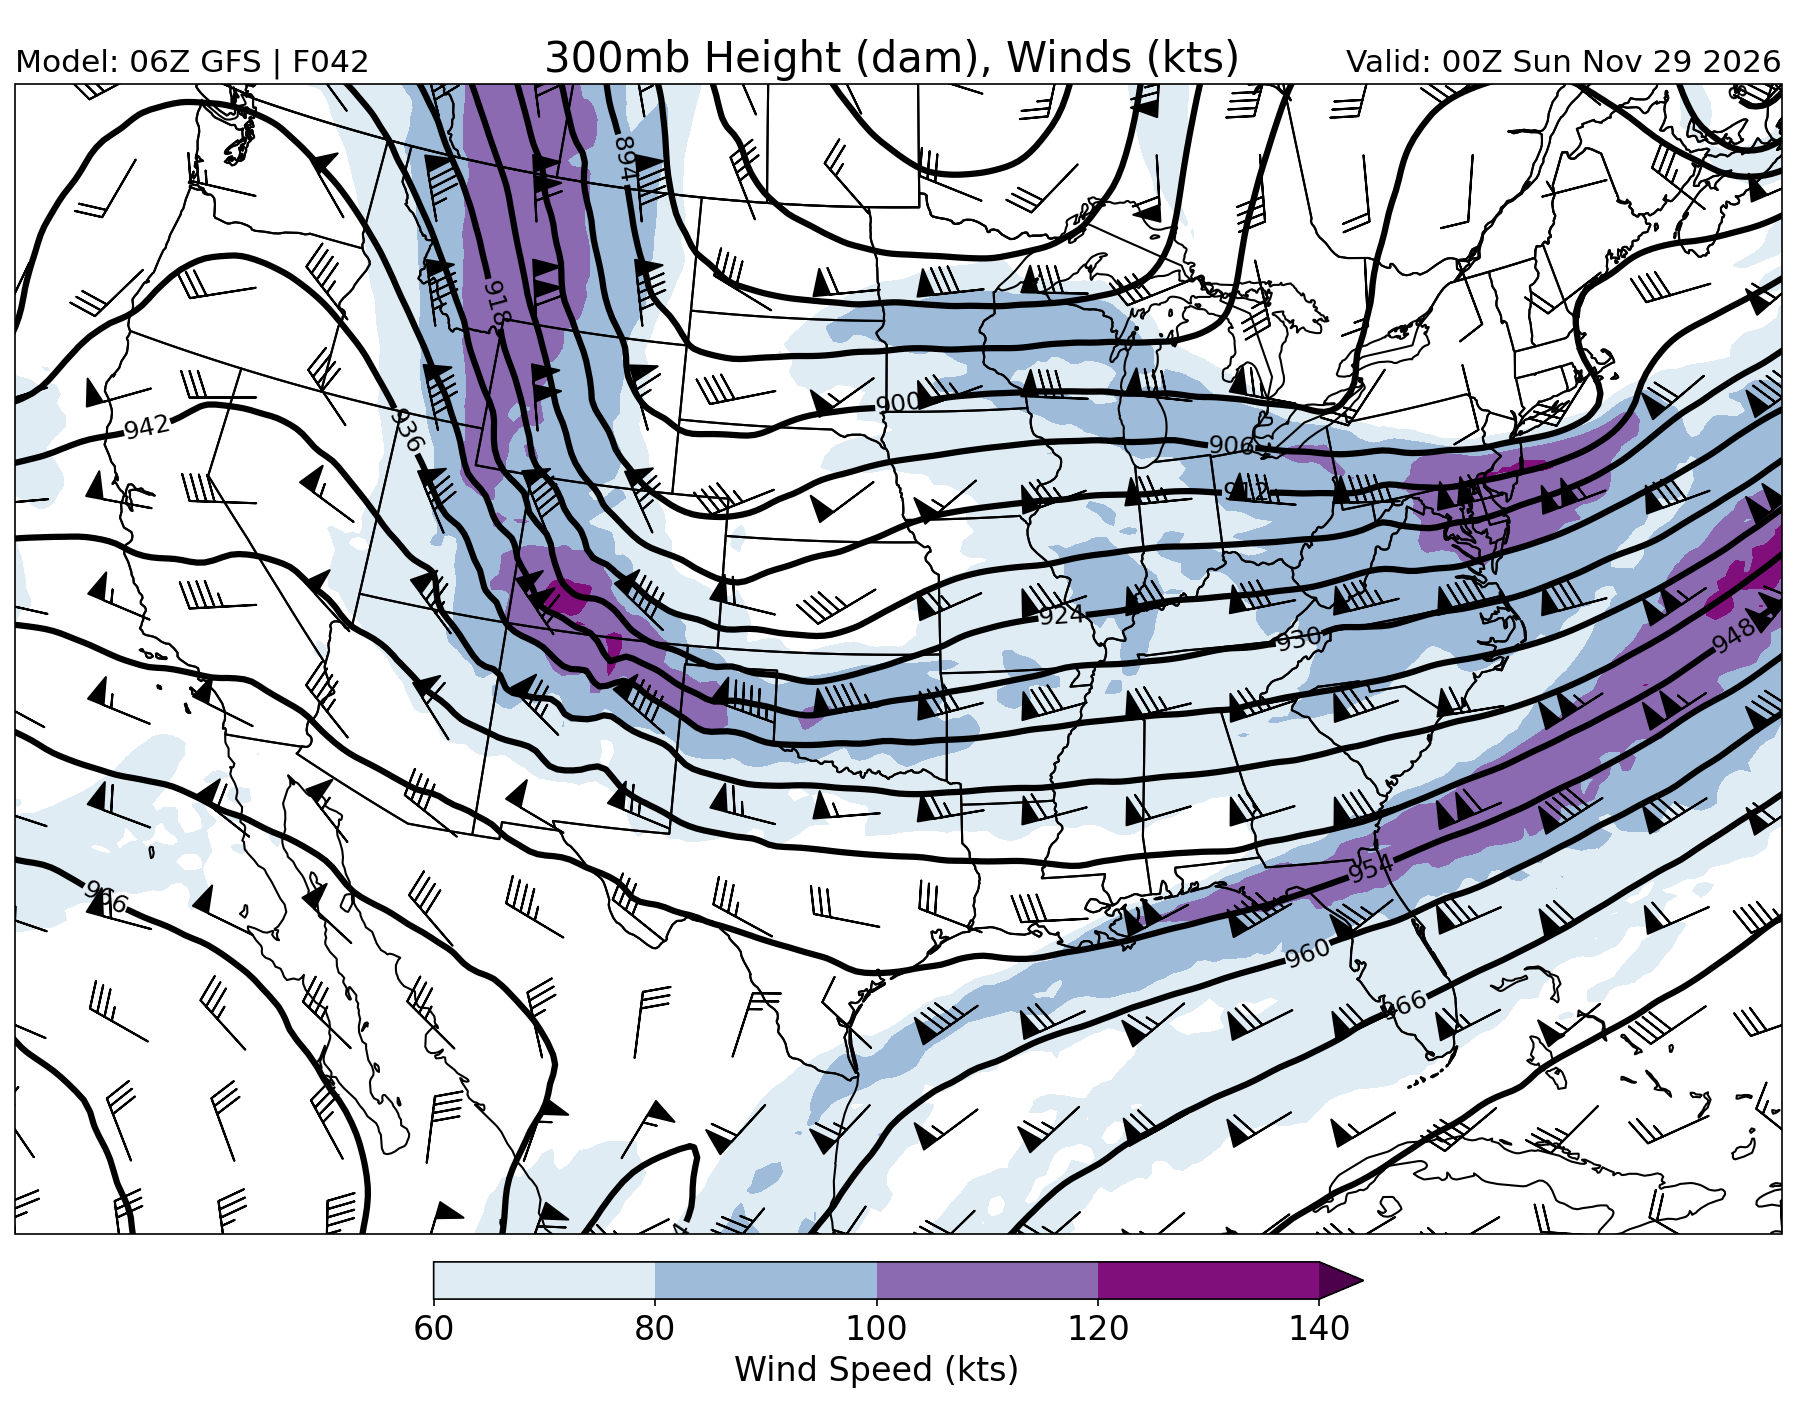 Model: 06Z GFS | F042
300mb Height (dam), Winds (kts)
Valid: 00Z Sun Nov 29 2026
894
918
900
942
936
906
912
924
930
948
954
966
960
966
60 80 100 120 140
Wind Speed (kts)